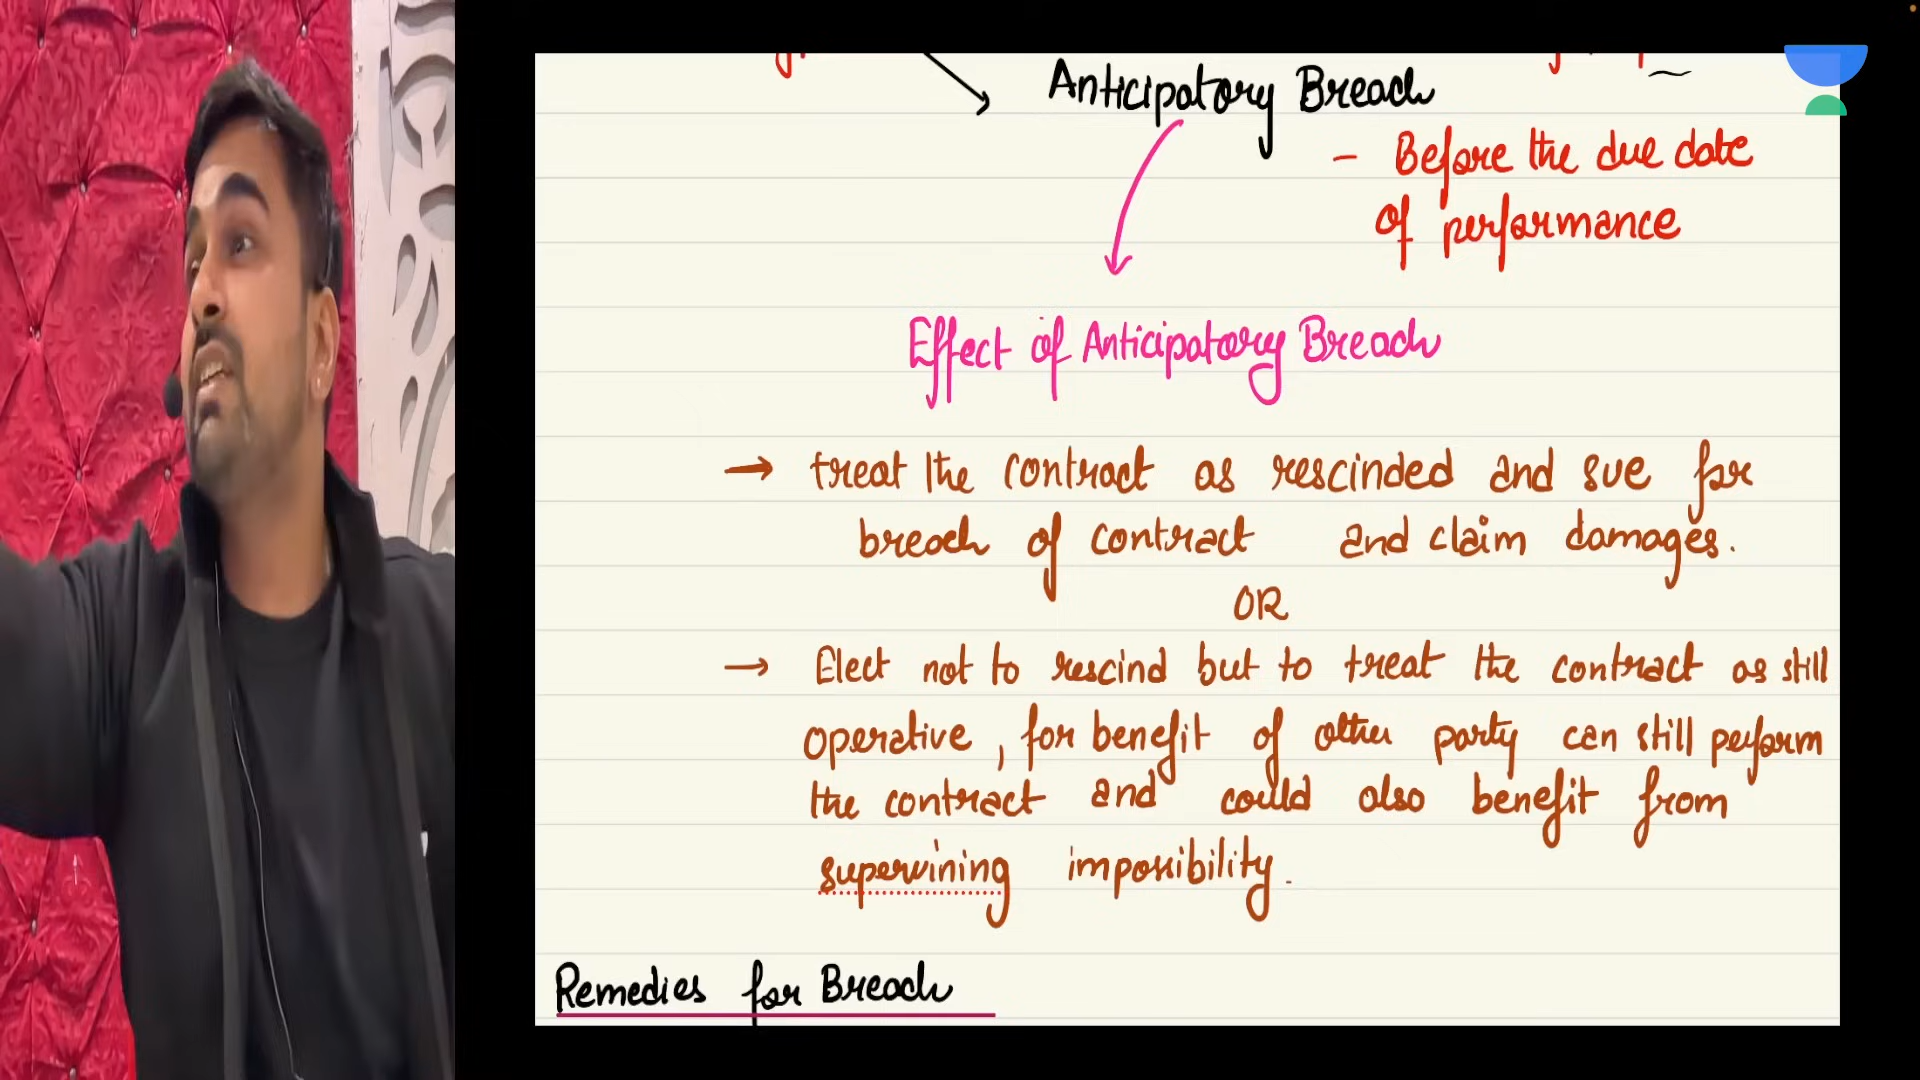 Anticipatory Breach
- Before the due date
of performance
Effect of Anticipatory Breach
→ treat the contract as rescinded and sue for
breach of contract and claim damages.
OR
→ Elect not to rescind but to treat the contract as still
operative, for benefit of other party can still perform
the contract and could also benefit from
supervining impossibility.
Remedies for Breach